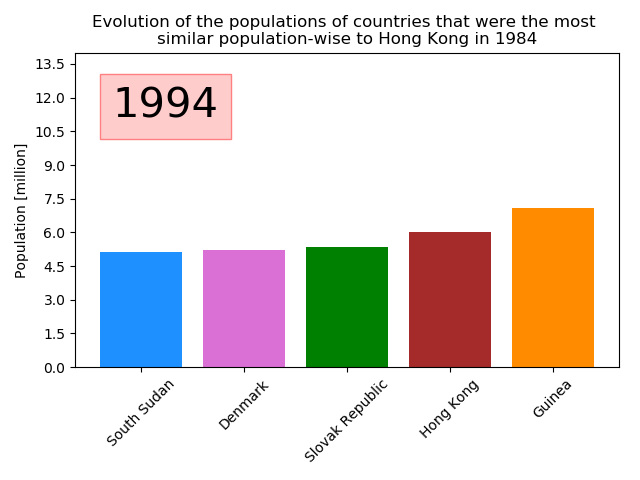 Evolution of the populations of countries that were the most
similar population-wise to Hong Kong in 1984
1994
Population [million]
13.5
12.0
10.5
9.0
7.5
6.0
4.5
3.0
1.5
0.0
South Sudan
Denmark
Slovak Republic
Hong Kong
Guinea